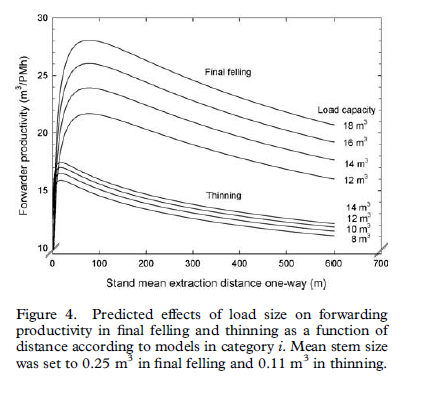 30
25
20
15
10
Forwarder productivity (m³/PMh)
Final felling
Load capacity
18 m³
16 m³
14 m³
12 m³
Thinning
14 m³
12 m³
10 m³
8 m³
0 100 200 300 400 500 600 700
Stand mean extraction distance one-way (m)
Figure 4. Predicted effects of load size on forwarding
productivity in final felling and thinning as a function of
distance according to models in category i. Mean stem size
was set to 0.25 m³ in final felling and 0.11 m³ in thinning.